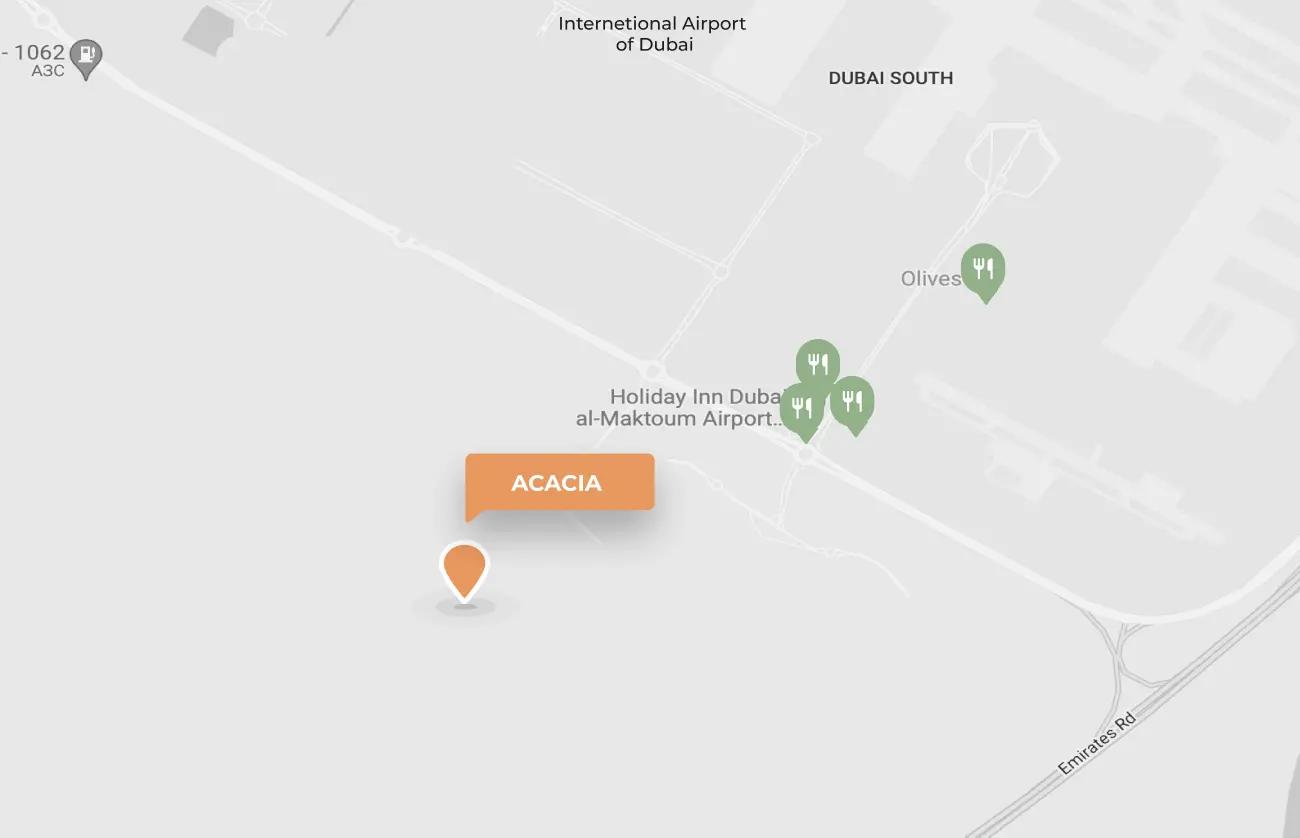 Internetional Airport
of Dubai
- 1062
АЗС
DUBAI SOUTH
Olives
Holiday Inn Dubai
al-Maktoum Airport...
ACACIA
Emirates Rd